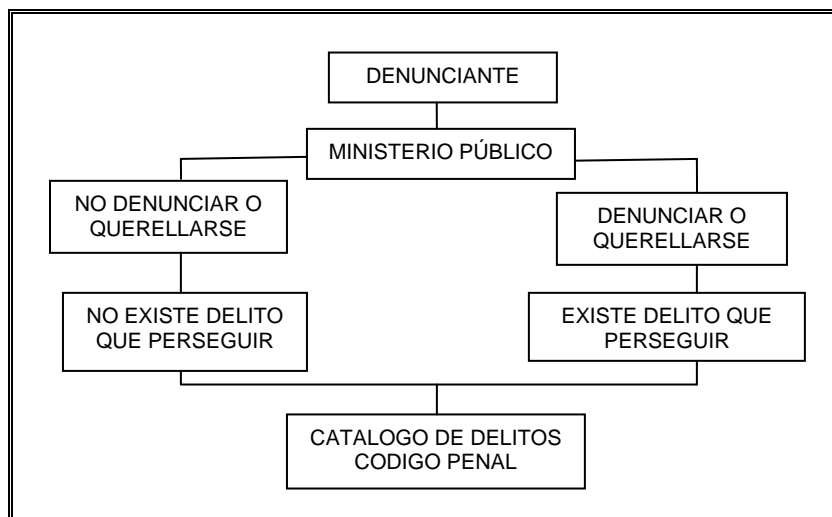 DENUNCIANTE
MINISTERIO PÚBLICO
NO DENUNCIAR O
QUERELLARSE
DENUNCIAR O
QUERELLARSE
NO EXISTE DELITO
QUE PERSEGUIR
EXISTE DELITO QUE
PERSEGUIR
CATALOGO DE DELITOS
CODIGO PENAL